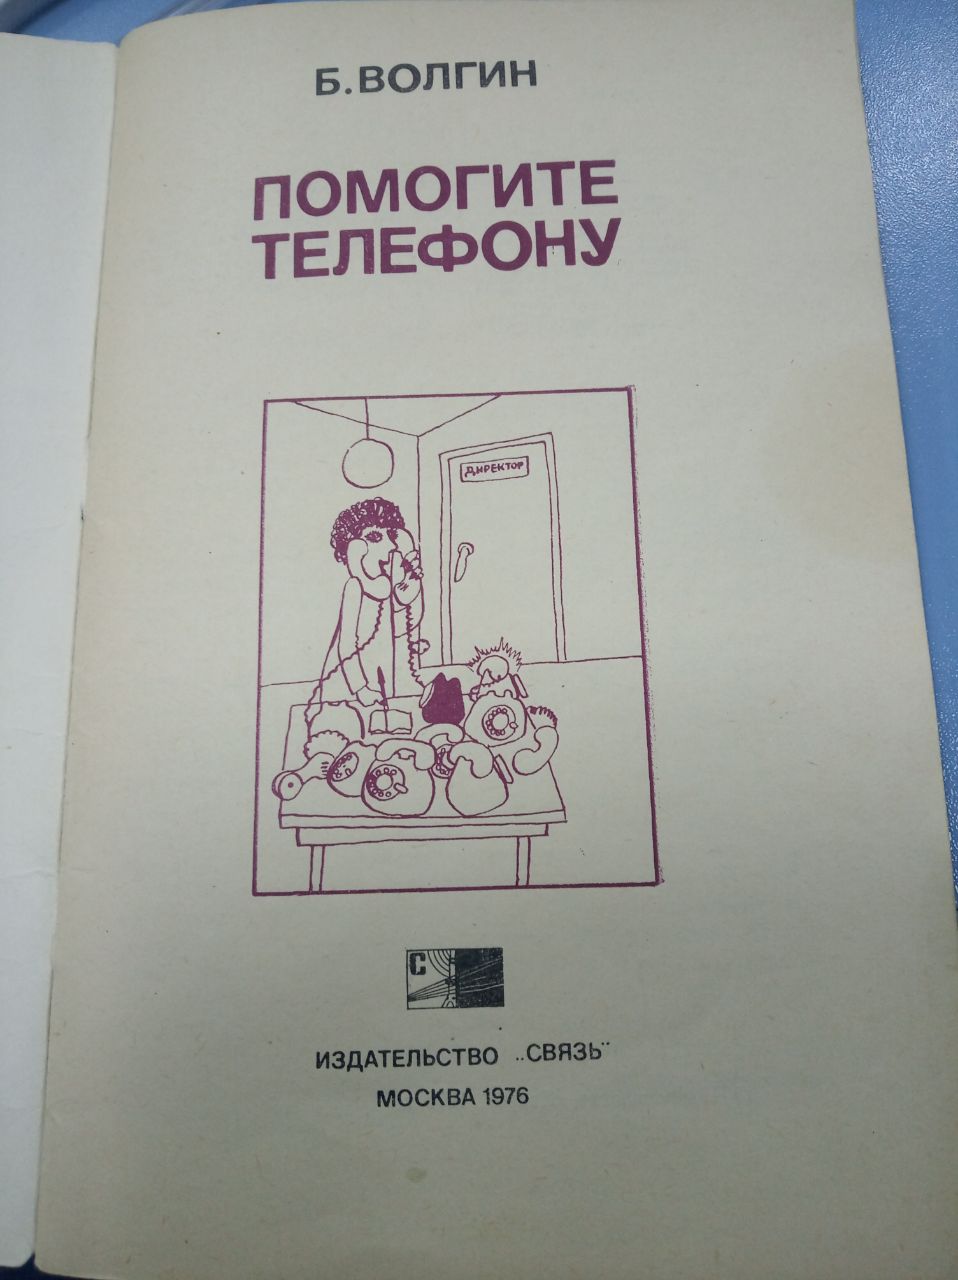 Б. ВОЛГИН
ПОМОГИТЕ
ТЕЛЕФОНУ
ДИРЕКТОР
С
ИЗДАТЕЛЬСТВО „СВЯЗЬ"
МОСКВА 1976